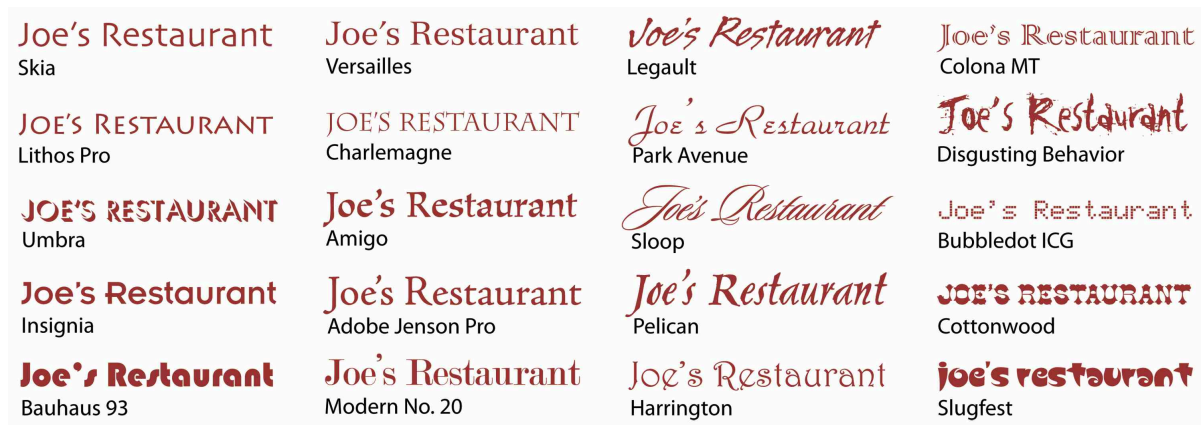 Joe's Restaurant
Skia
Joe's Restaurant
Versailles
Joe's Restaurant
Legault
Joe's Restaurant
Colona MT
JOE'S RESTAURANT
Lithos Pro
JOE'S RESTAURANT
Charlemagne
Joe's Restaurant
Park Avenue
Joe's Restaurant
Disgusting Behavior
JOE'S RESTAURANT
Umbra
Joe's Restaurant
Amigo
Joe's Restaurant
Sloop
Joe's Restaurant
Bubbledot ICG
Joe's Restaurant
Insignia
Joe's Restaurant
Adobe Jenson Pro
Joe's Restaurant
Pelican
JOE'S RESTAURANT
Cottonwood
Joe's Restaurant
Bauhaus 93
Joe's Restaurant
Modern No. 20
Joe's Restaurant
Harrington
joe's restaurant
Slugfest